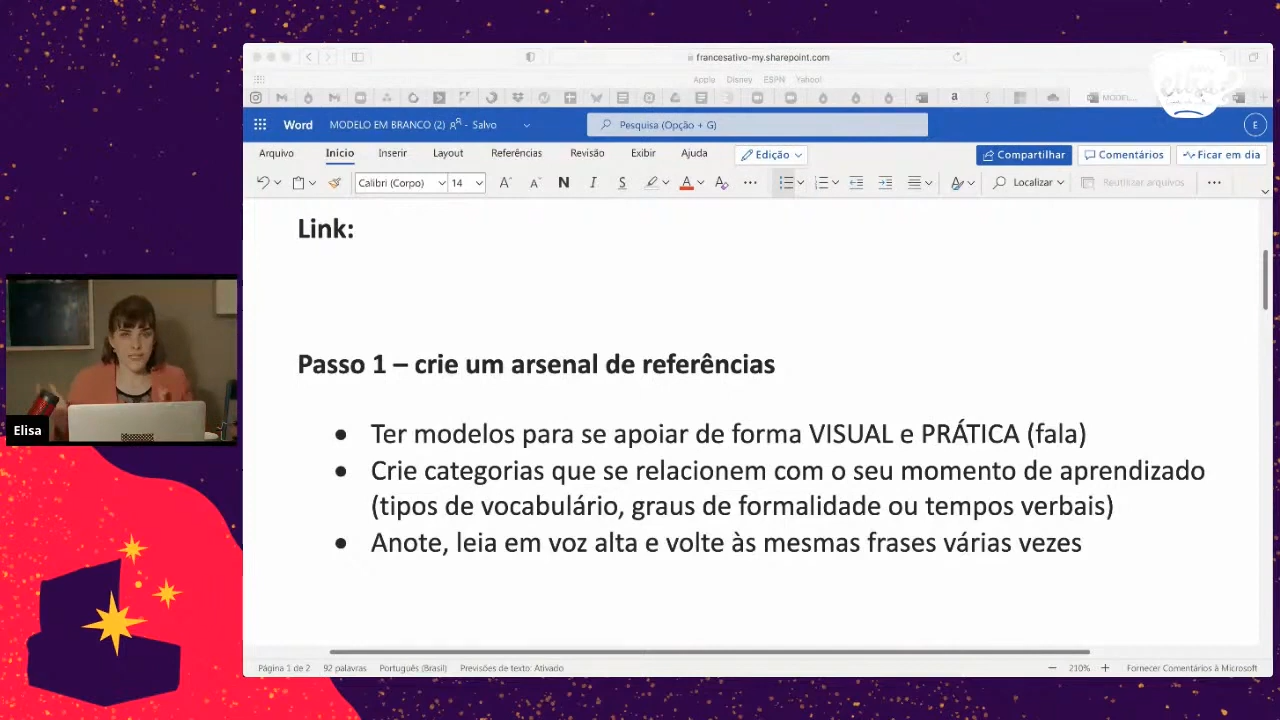 francesativo-my.sharepoint.com
Apple Disney ESPN Yahoo!
a MODEL...
Word MODELO EM BRANCO (2) - Salvo Pesquisa (Opção + G) E
Arquivo Início Inserir Layout Referências Revisão Exibir Ajuda Edição Compartilhar Comentários Ficar em dia
Calibri (Corpo) 14 N I S Localizar Reutilizar arquivos
Link:
Passo 1 – crie um arsenal de referências
Ter modelos para se apoiar de forma VISUAL e PRÁTICA (fala)
Crie categorias que se relacionem com o seu momento de aprendizado
(tipos de vocabulário, graus de formalidade ou tempos verbais)
Anote, leia em voz alta e volte às mesmas frases várias vezes
Elisa
Página 1 de 2 92 palavras Português (Brasil) Previsões de texto: Ativado 210% Fornecer Comentários à Microsoft